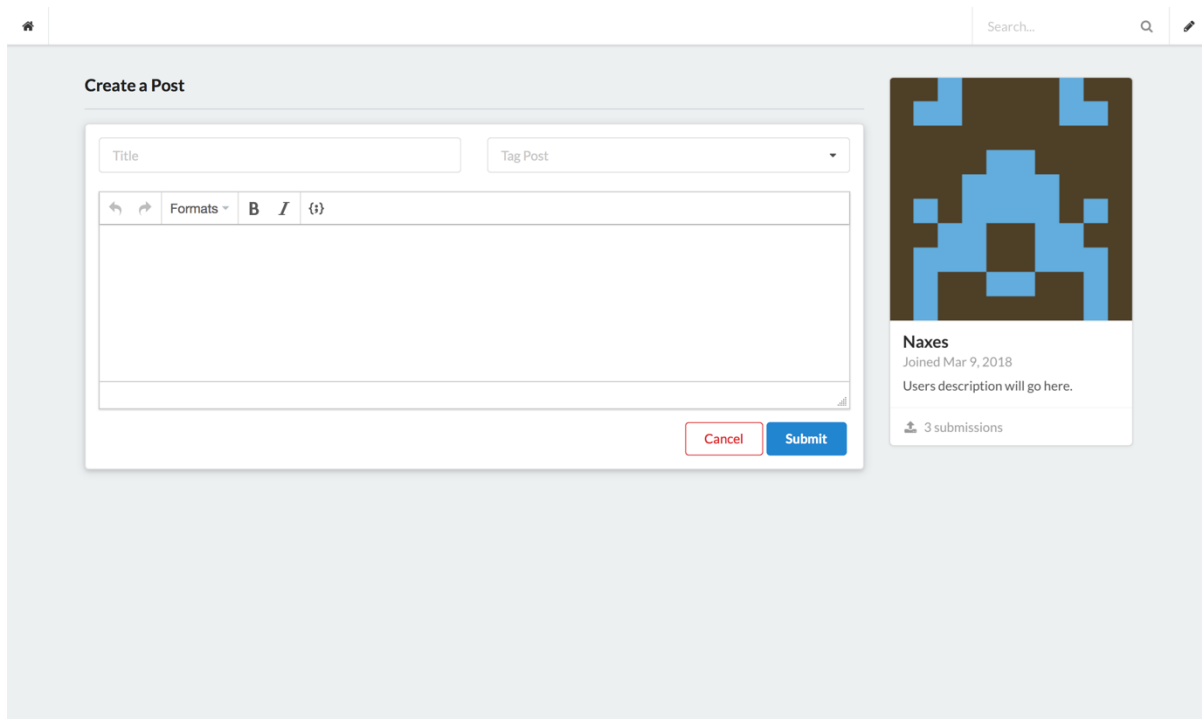 Search...
Create a Post
Title
Tag Post
Formats B I {;}
Naxes
Joined Mar 9, 2018
Users description will go here.
3 submissions
Cancel Submit